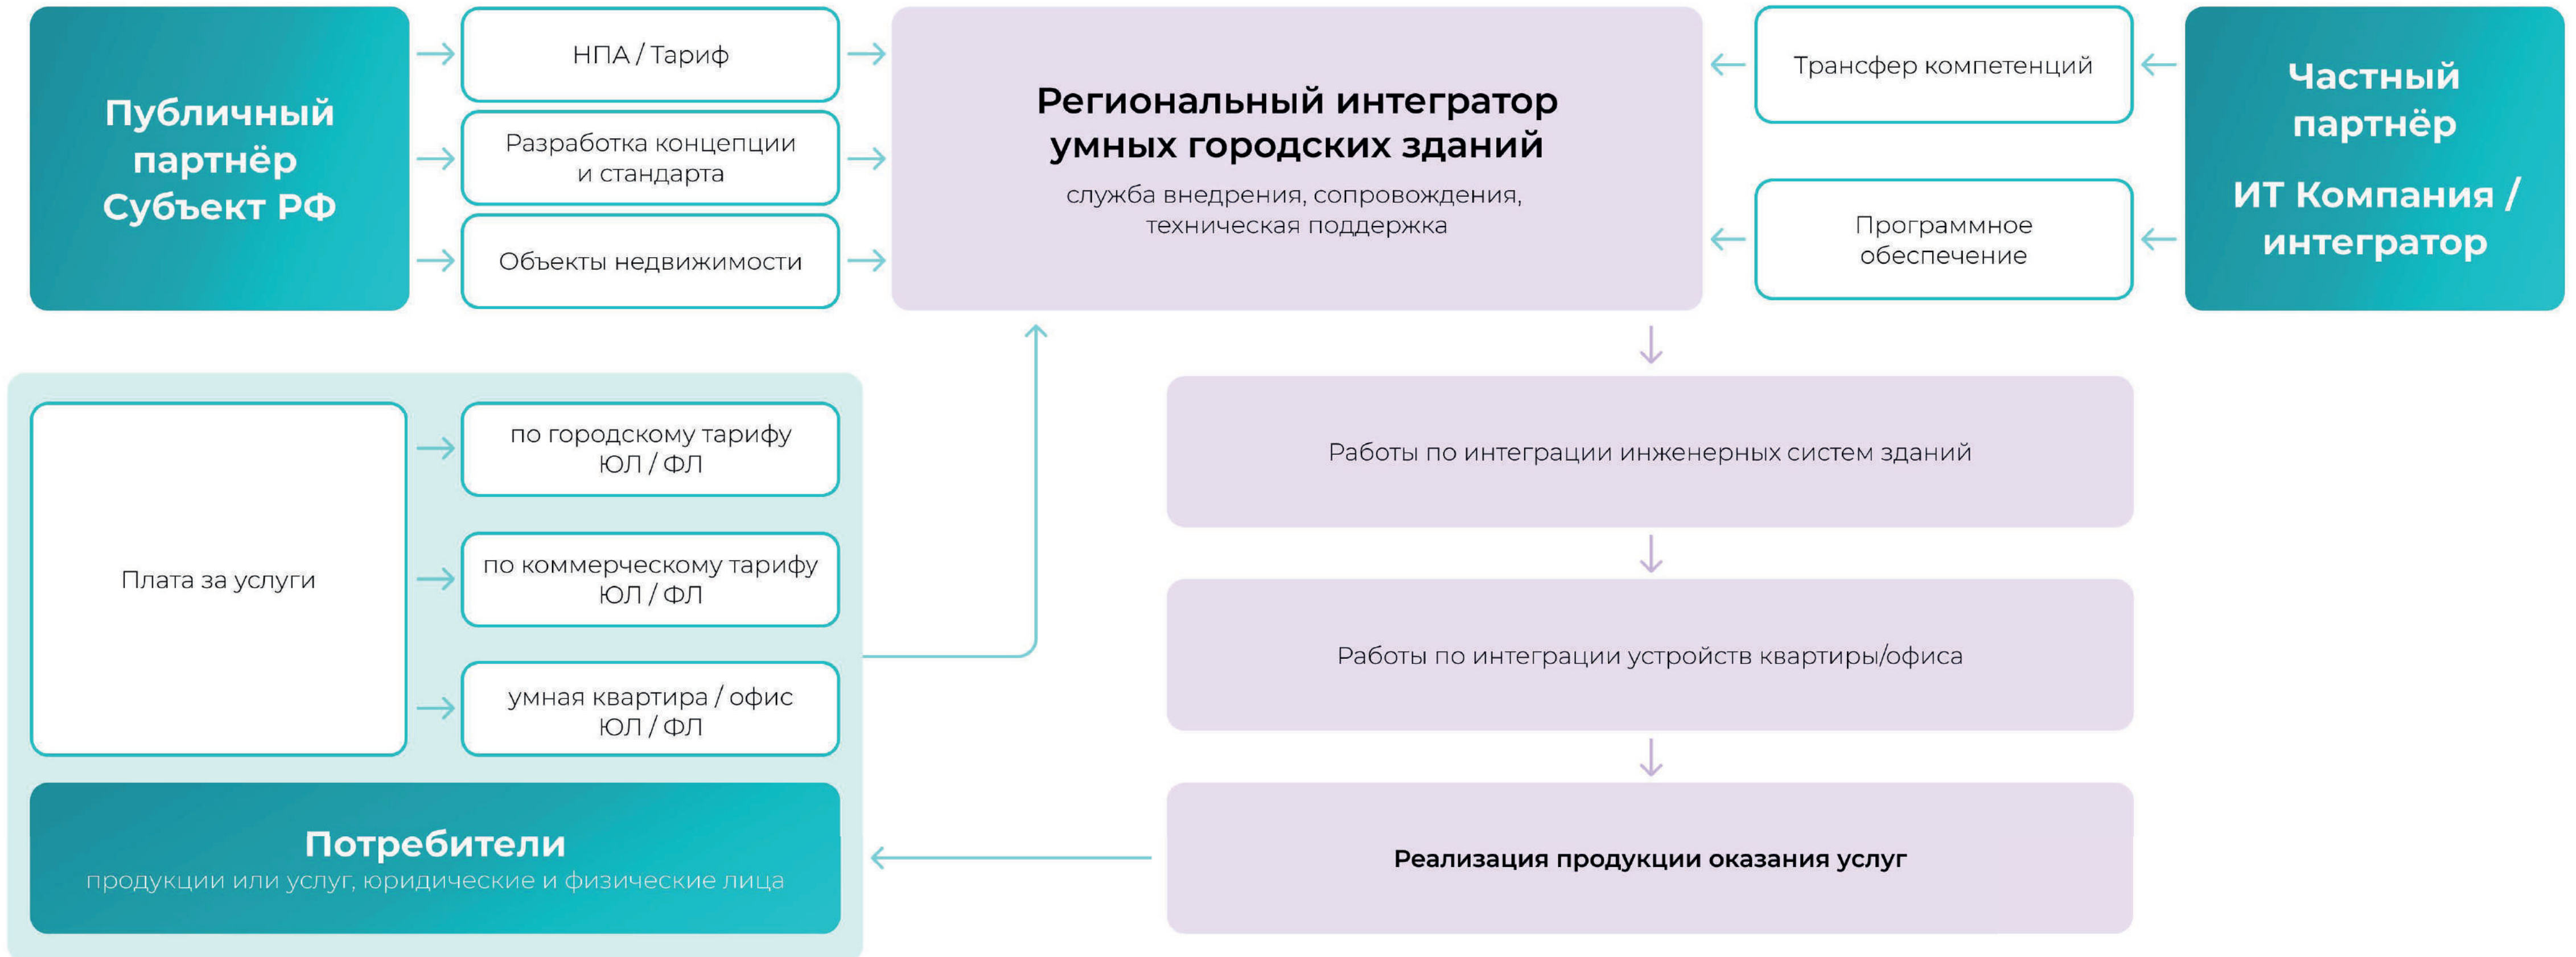 Публичный
партнёр
Субъект РФ
НПА / Тариф
Разработка концепции
и стандарта
Объекты недвижимости
Региональный интегратор
умных городских зданий
служба внедрения, сопровождения,
техническая поддержка
Трансфер компетенций
Программное
обеспечение
Частный
партнёр
ИТ Компания /
интегратор
Плата за услуги
по городскому тарифу
ЮЛ / ФЛ
по коммерческому тарифу
ЮЛ / ФЛ
умная квартира / офис
ЮЛ / ФЛ
Потребители
продукции или услуг, юридические и физические лица
Работы по интеграции инженерных систем зданий
Работы по интеграции устройств квартиры/офиса
Реализация продукции оказания услуг